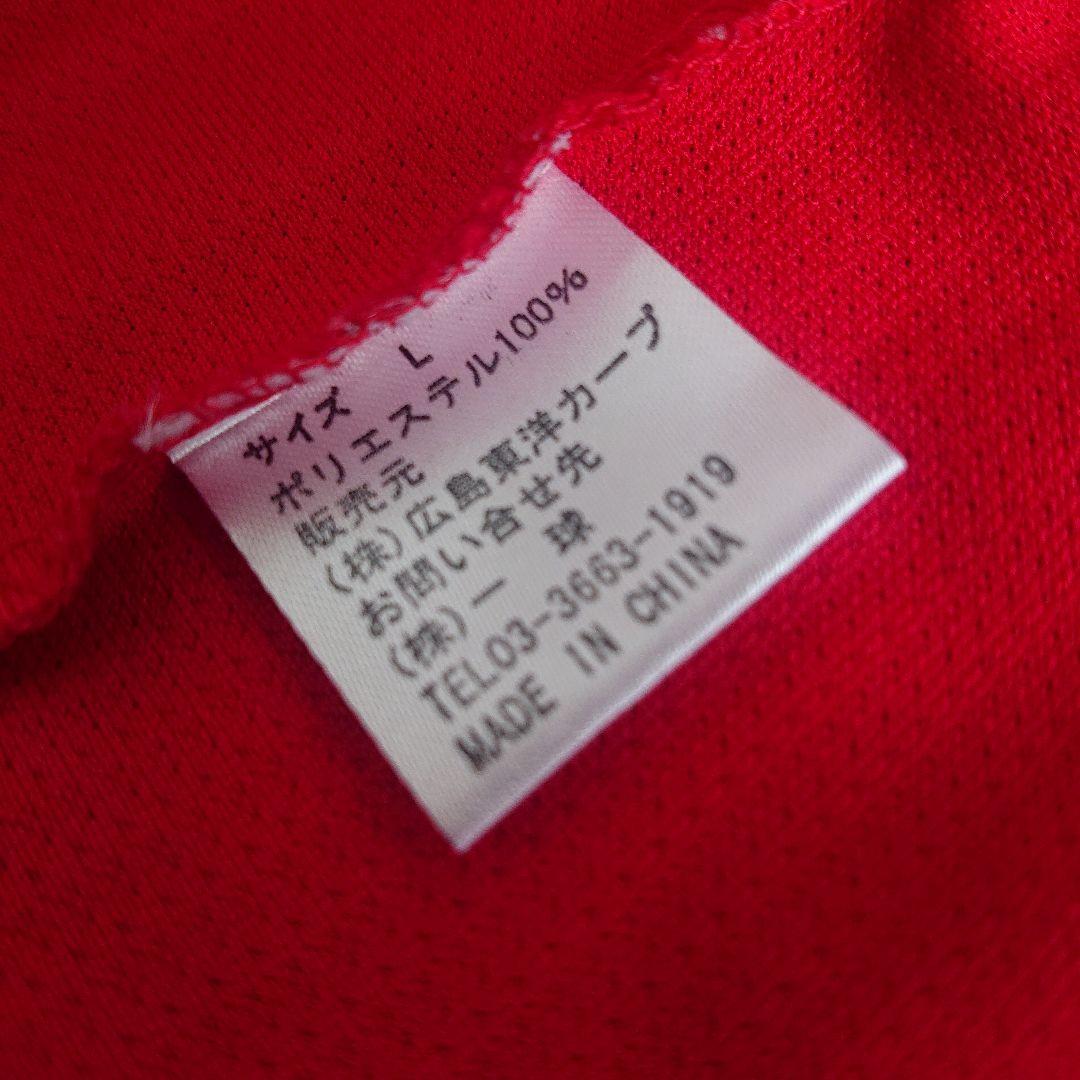 サイズ L
ポリエステル100%
販売元
(株)広島東洋カープ
お問い合せ先
(株)一 球
TEL03-3663-1919
MADE IN CHINA